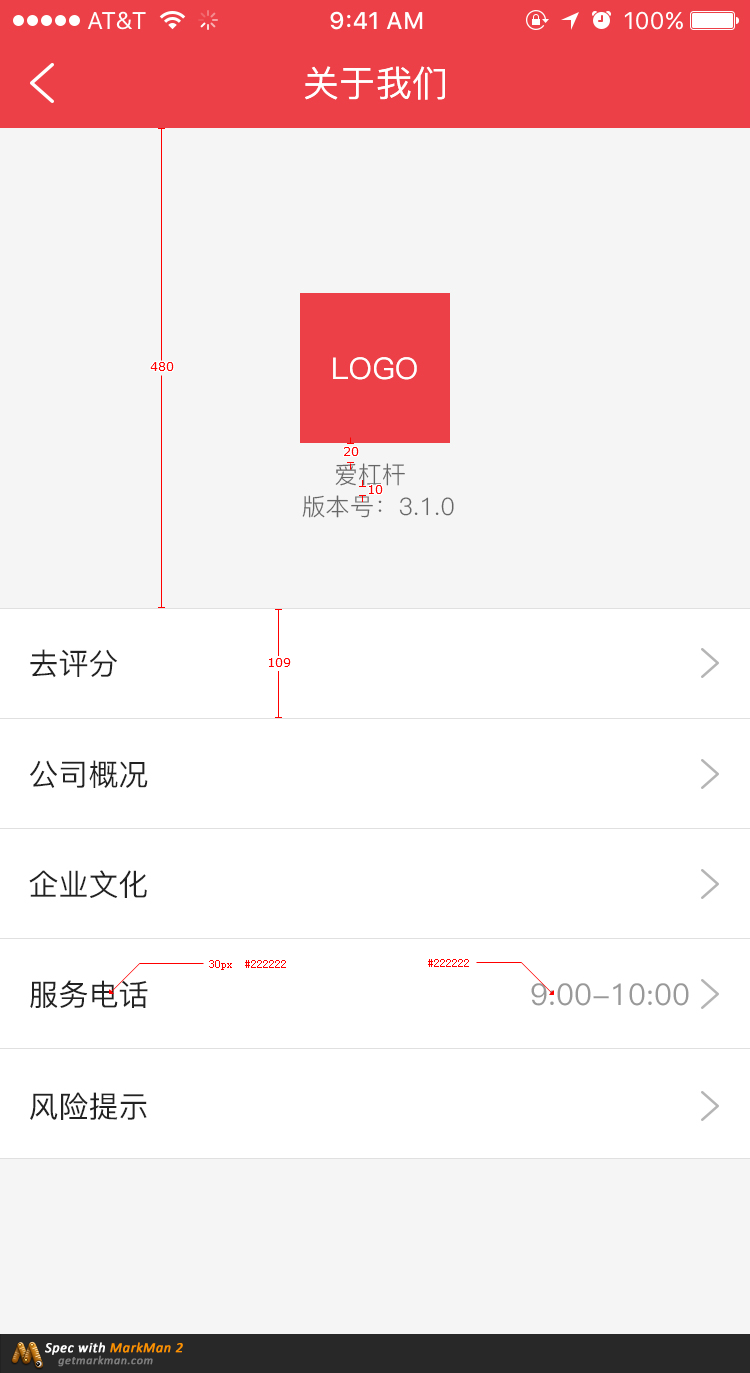 AT&T 9:41 AM 100%
关于我们
480
LOGO
20
爱杠杆
10
版本号：3.1.0
去评分
109
公司概况
企业文化
30px #222222 #222222
服务电话 9:00-10:00
风险提示
Spec with MarkMan 2
getmarkman.com